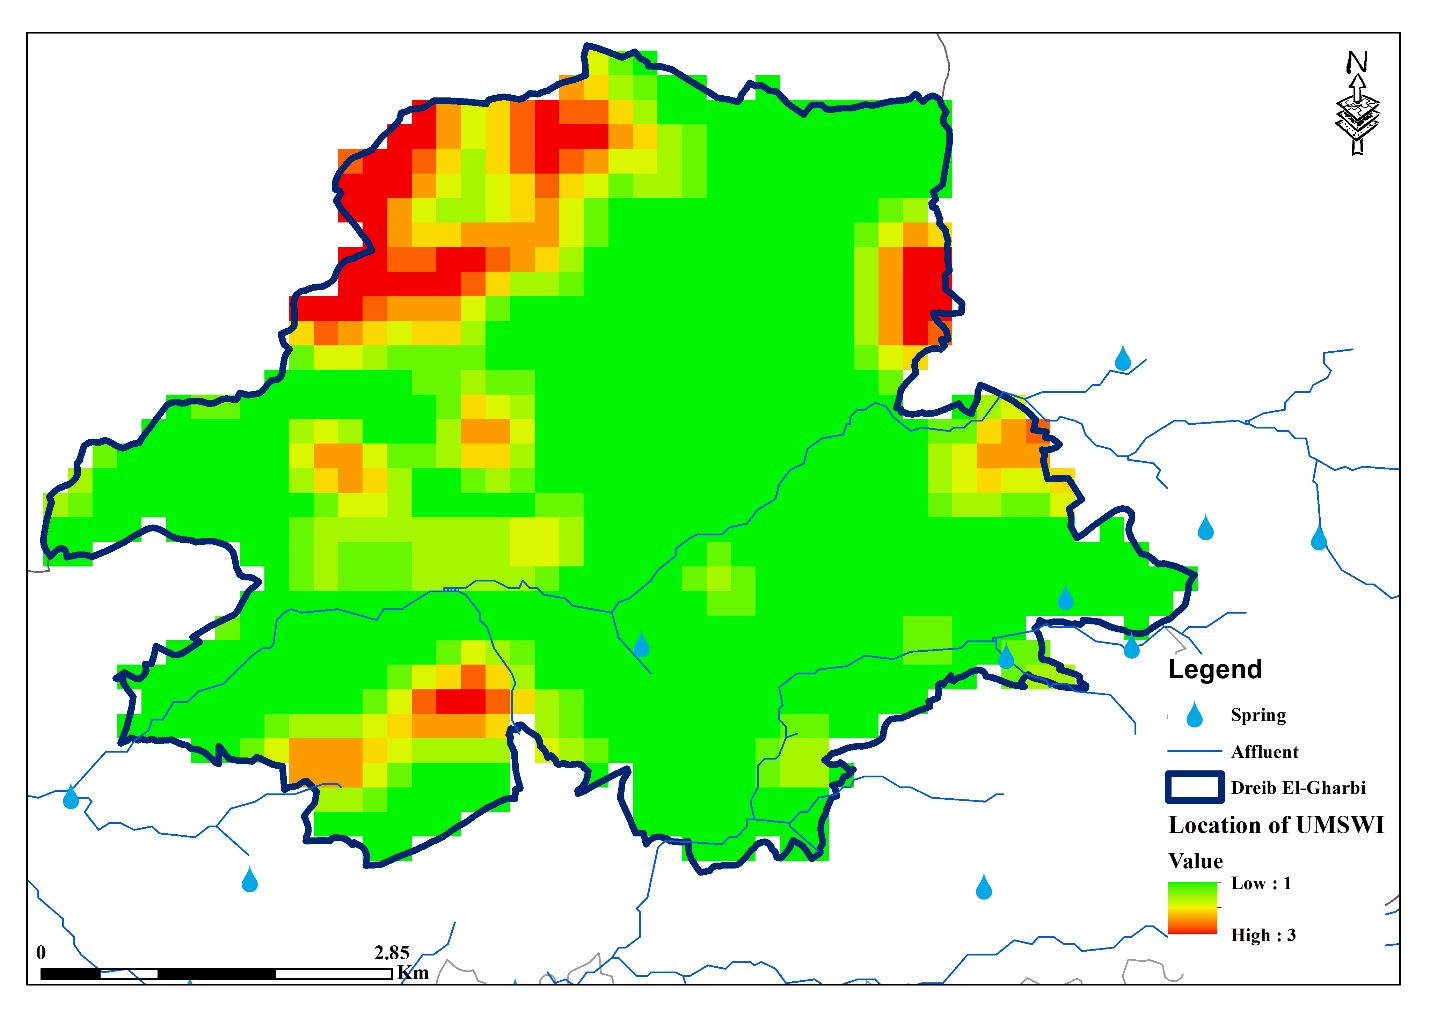 N
Legend
Spring
Affluent
Dreib El-Gharbi
Location of UMSWI
Value
Low : 1
High : 3
0 2.85
Km